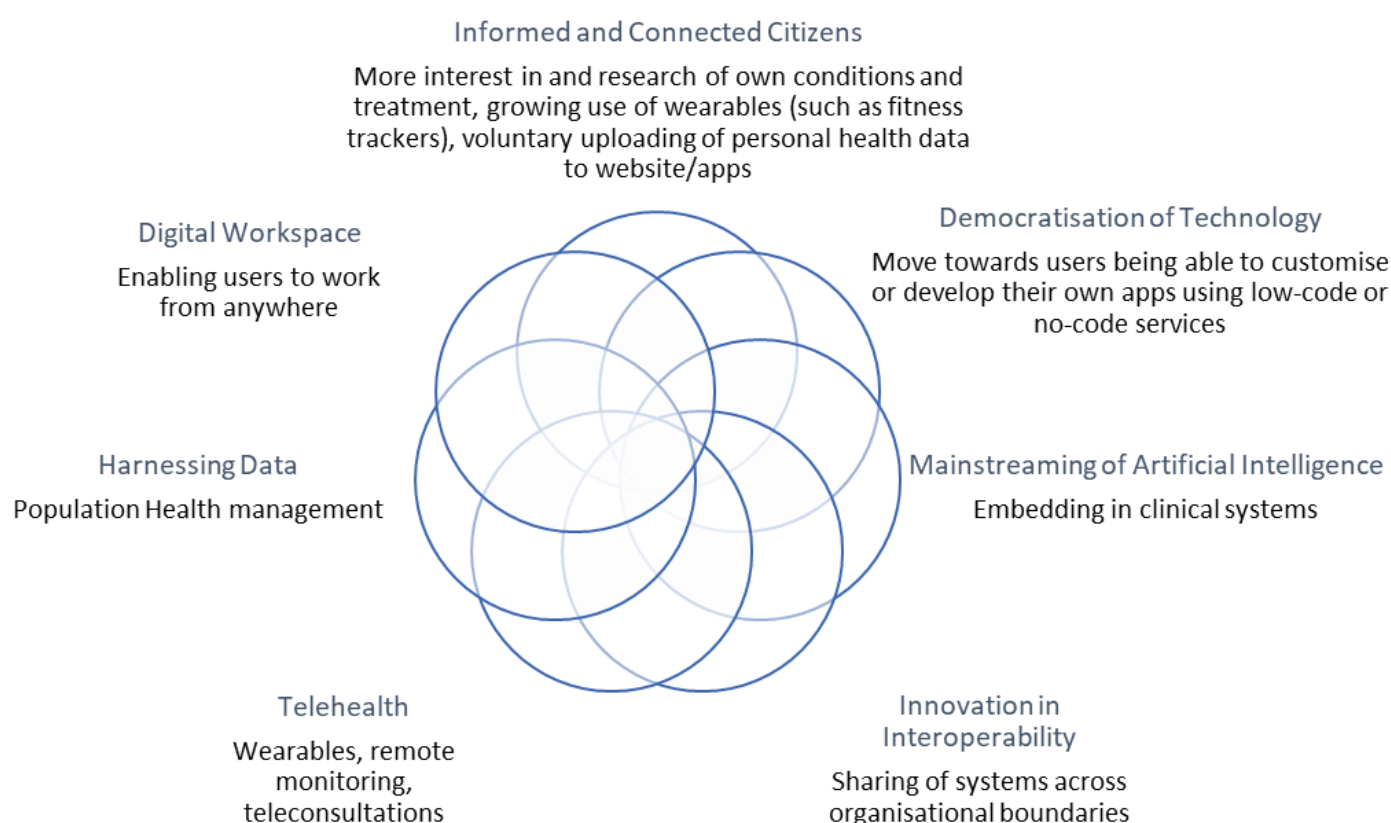 Informed and Connected Citizens
More interest in and research of own conditions and
treatment, growing use of wearables (such as fitness
trackers), voluntary uploading of personal health data
to website/apps
Democratisation of Technology
Move towards users being able to customise
or develop their own apps using low-code or
no-code services
Mainstreaming of Artificial Intelligence
Embedding in clinical systems
Innovation in
Interoperability
Sharing of systems across
organisational boundaries
Telehealth
Wearables, remote
monitoring,
teleconsultations
Harnessing Data
Population Health management
Digital Workspace
Enabling users to work
from anywhere